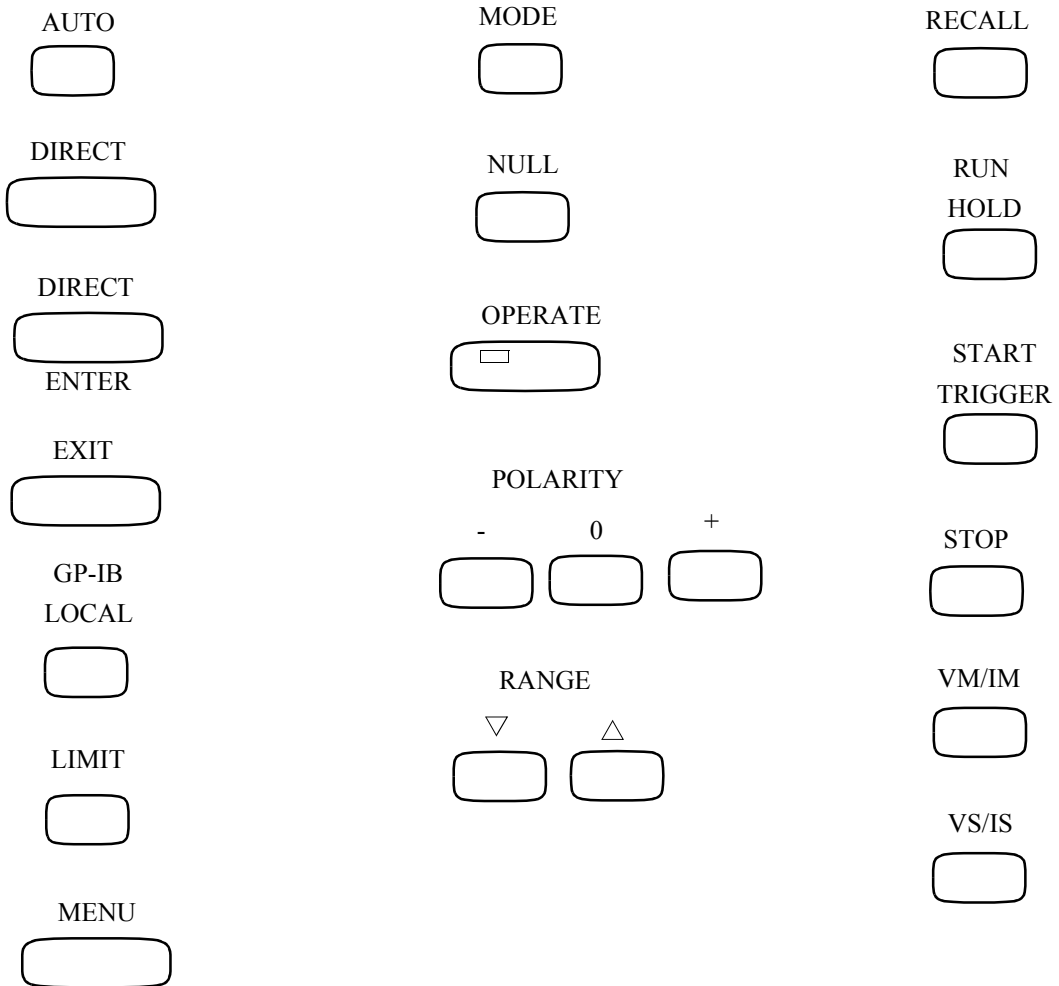 AUTO
DIRECT
DIRECT
ENTER
EXIT
GP-IB
LOCAL
LIMIT
MENU
MODE
NULL
OPERATE
POLARITY
- 0 +
RANGE
RECALL
RUN
HOLD
START
TRIGGER
STOP
VM/IM
VS/IS